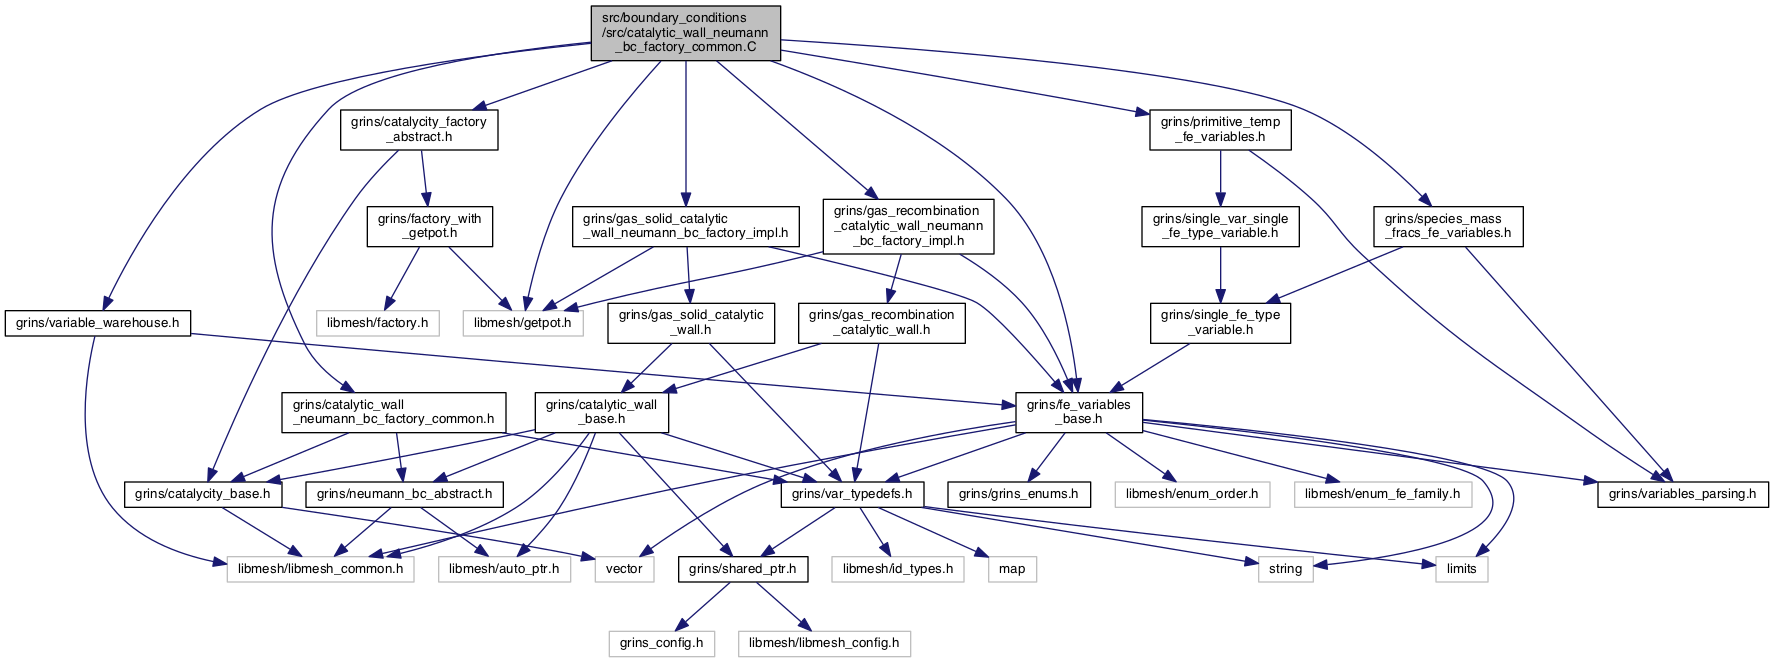 src/boundary_conditions
/src/catalytic_wall_neumann
_bc_factory_common.C
grins/catalycity_factory
_abstract.h
grins/primitive_temp
_fe_variables.h
grins/factory_with
_getpot.h
grins/gas_solid_catalytic
_wall_neumann_bc_factory_impl.h
grins/gas_recombination
_catalytic_wall_neumann
_bc_factory_impl.h
grins/single_var_single
_fe_type_variable.h
grins/species_mass
_fracs_fe_variables.h
grins/variable_warehouse.h
libmesh/factory.h
libmesh/getpot.h
grins/gas_solid_catalytic
_wall.h
grins/gas_recombination
_catalytic_wall.h
grins/single_fe_type
_variable.h
grins/catalytic_wall
_neumann_bc_factory_common.h
grins/catalytic_wall
_base.h
grins/fe_variables
_base.h
grins/catalycity_base.h
grins/neumann_bc_abstract.h
grins/var_typedefs.h
grins/grins_enums.h
libmesh/enum_order.h
libmesh/enum_fe_family.h
grins/variables_parsing.h
libmesh/libmesh_common.h
libmesh/auto_ptr.h
vector
grins/shared_ptr.h
libmesh/id_types.h
map
string
limits
grins_config.h
libmesh/libmesh_config.h